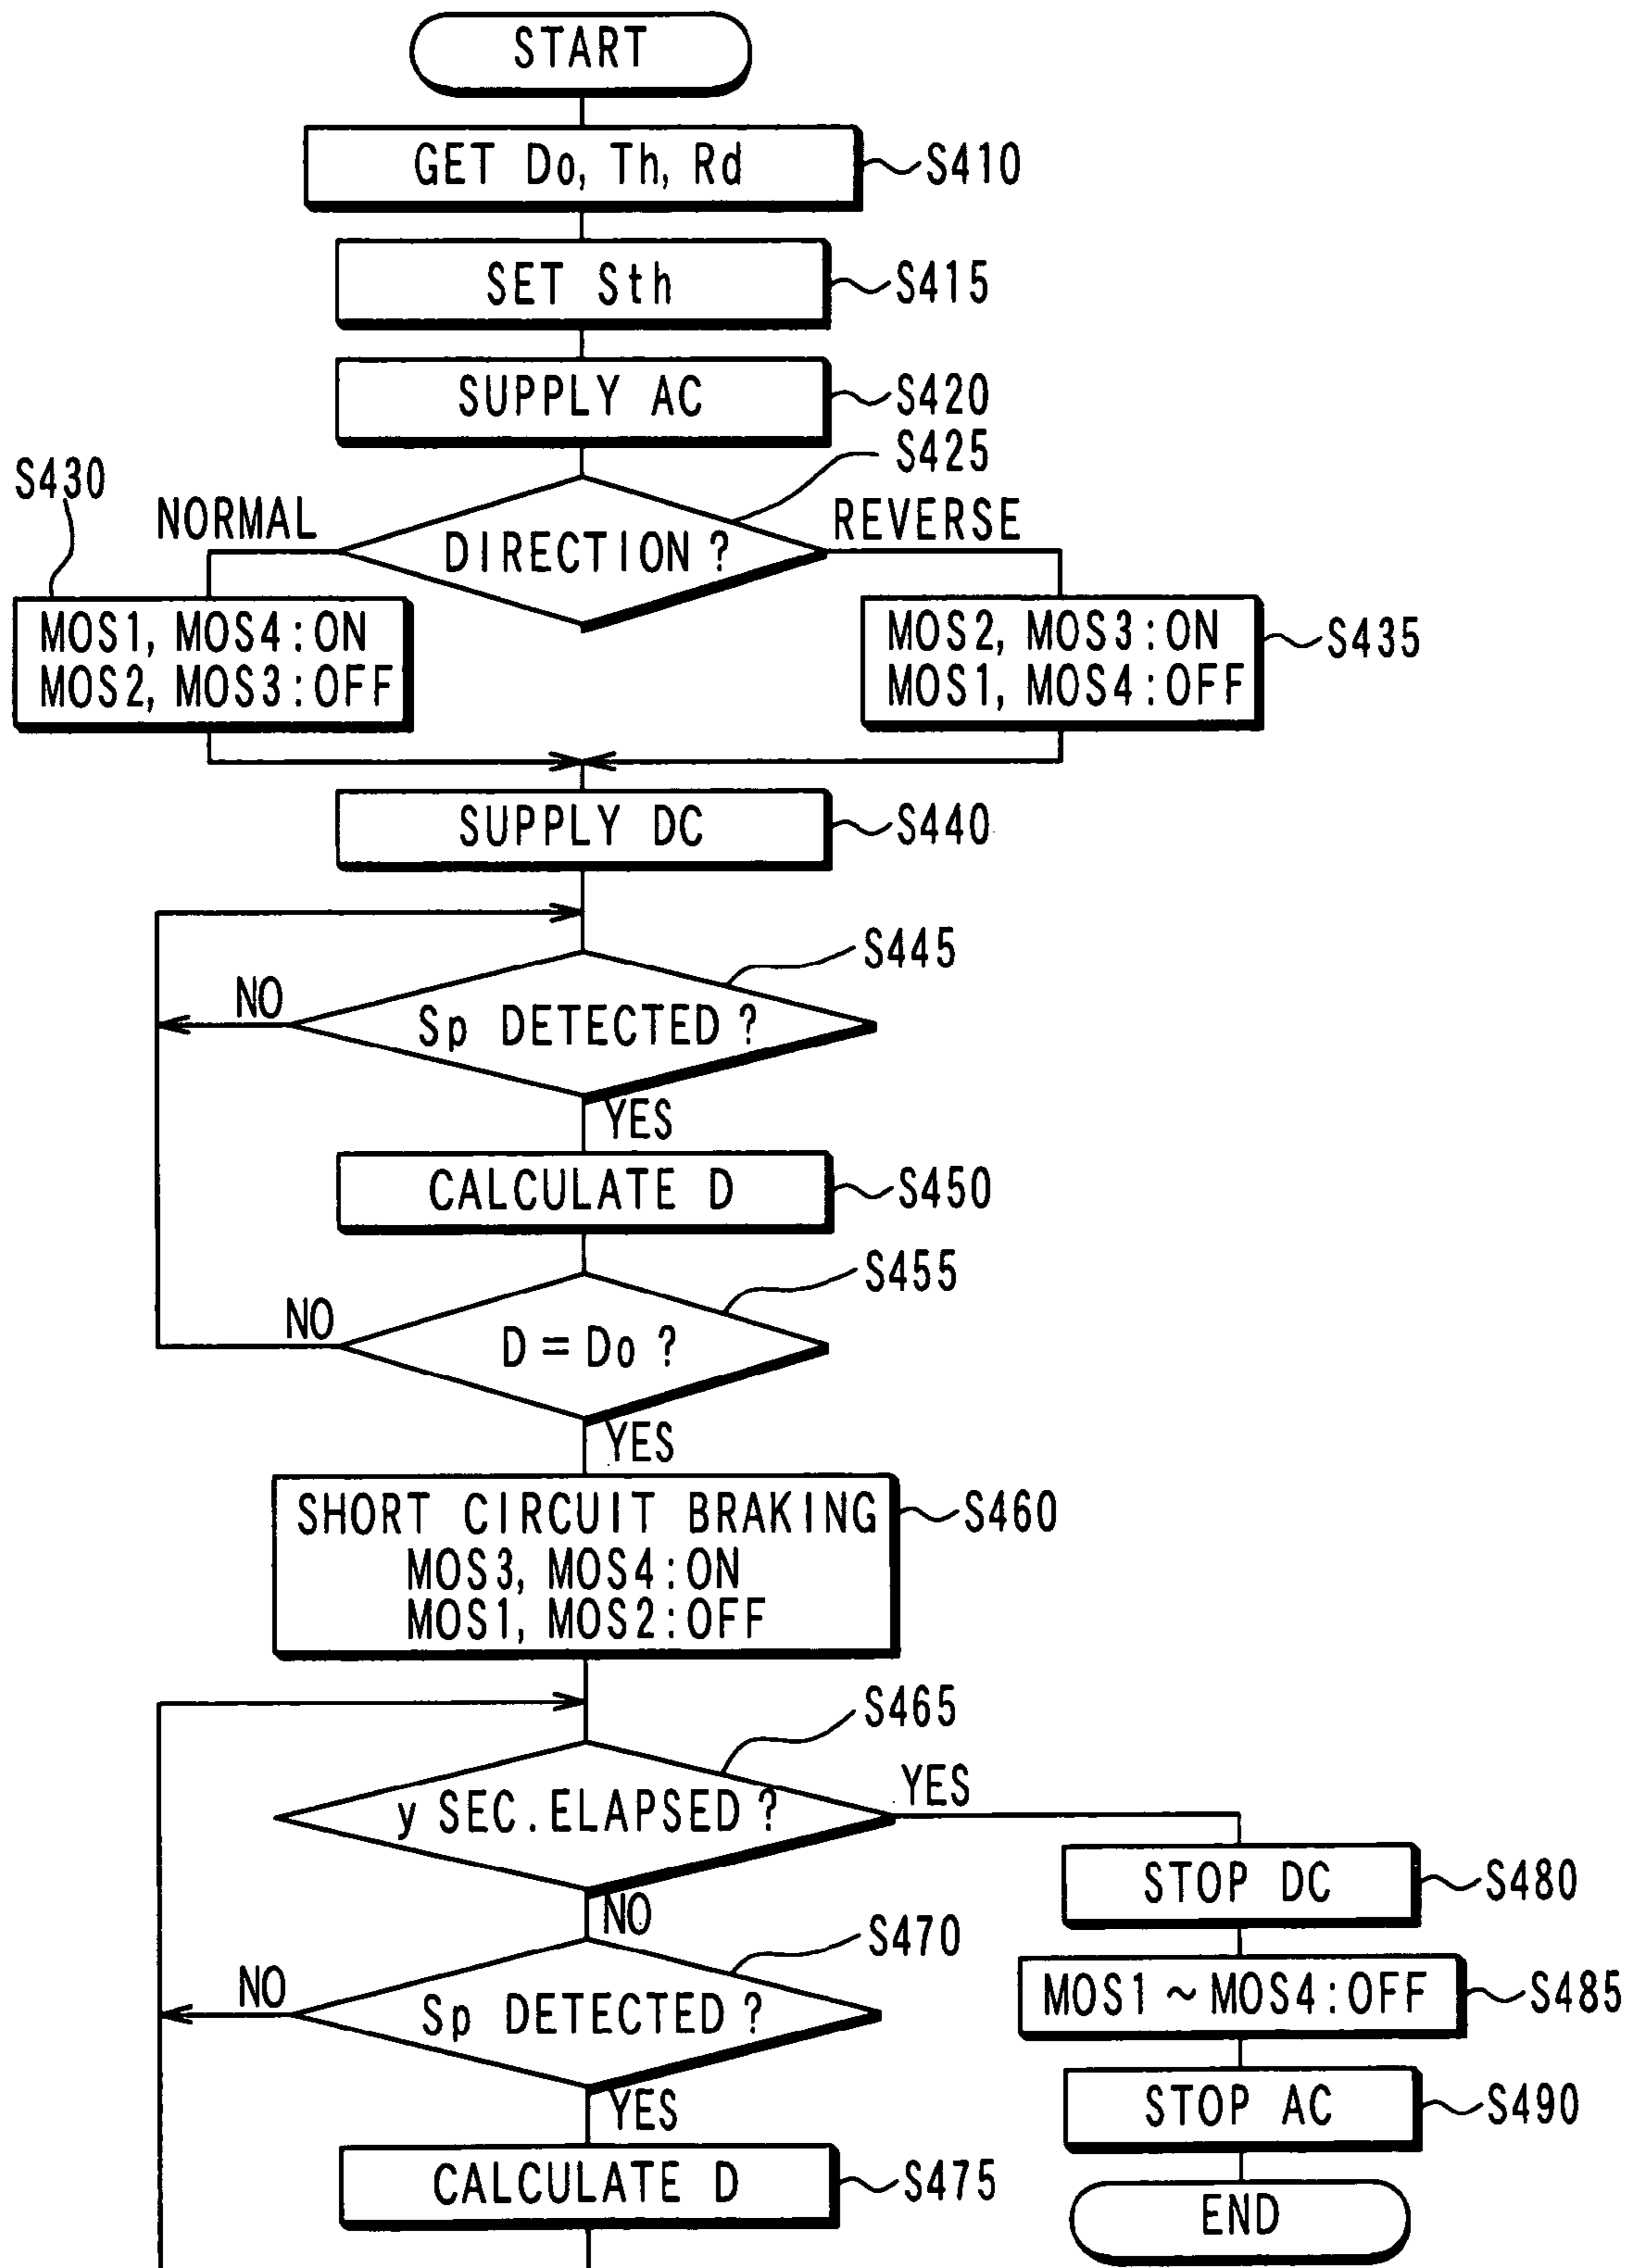 START
GET Do, Th, Rd
S410
SET Sth
S415
SUPPLY AC
S420
S425
S430
NORMAL
DIRECTION ?
REVERSE
MOS1, MOS4:ON
MOS2, MOS3:OFF
MOS2, MOS3:ON
MOS1, MOS4:OFF
S435
SUPPLY DC
S440
S445
NO
Sp DETECTED ?
YES
CALCULATE D
S450
S455
NO
D = Do ?
YES
SHORT CIRCUIT BRAKING
MOS3, MOS4:ON
MOS1, MOS2:OFF
S460
S465
y SEC.ELAPSED ?
YES
STOP DC
S480
NO
S470
NO
Sp DETECTED ?
MOS1 ~ MOS4:OFF
S485
YES
STOP AC
S490
CALCULATE D
S475
END